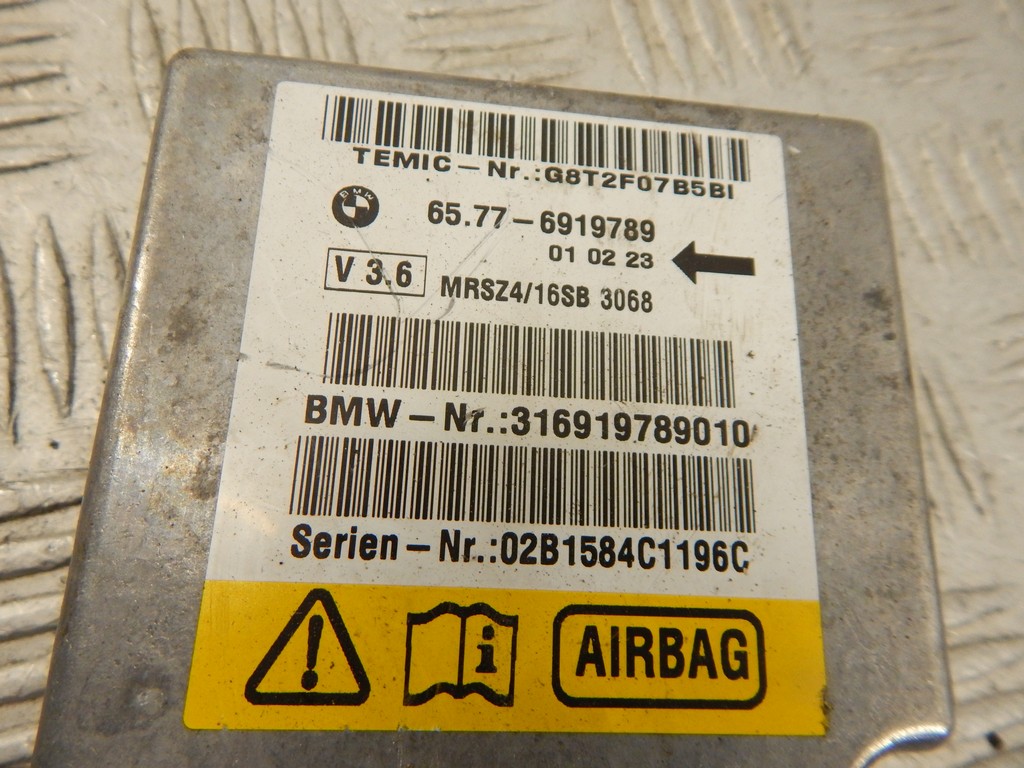 TEMIC-Nr.:G8T2F07B5BI
BMW
65.77-6919789
01 02 23
V 3.6
MRSZ4/16SB 3068
BMW-Nr.:316919789010
Serien-Nr.:02B1584C1196C
i
AIRBAG